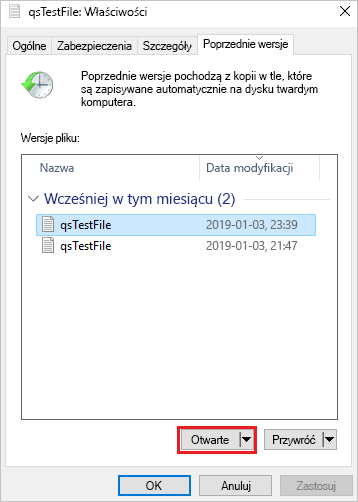 qsTestFile: Właściwości
Ogólne Zabezpieczenia Szczegóły Poprzednie wersje
Poprzednie wersje pochodzą z kopii w tle, które
są zapisywane automatycznie na dysku twardym
komputera.
Wersje pliku:
Nazwa Data modyfikacji
Wcześniej w tym miesiącu (2)
qsTestFile 2019-01-03, 23:39
qsTestFile 2019-01-03, 21:47
Otwarte Przywróć
OK Anuluj Zastosuj